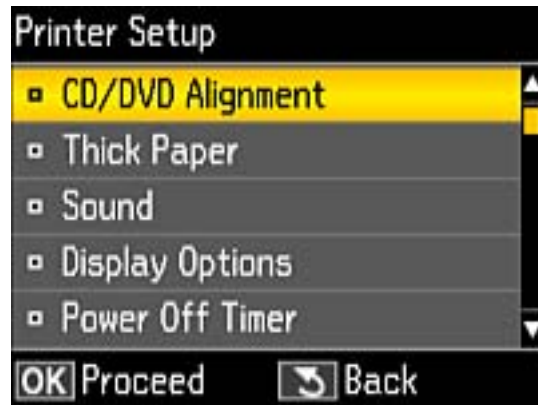 Printer Setup
CD/DVD Alignment
Thick Paper
Sound
Display Options
Power Off Timer
OK Proceed Back